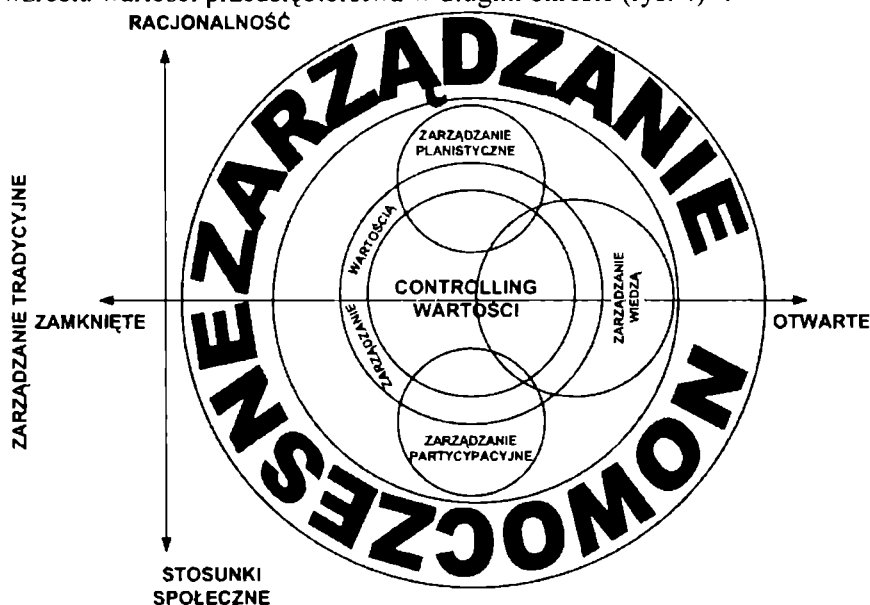 wzrostu wartości przedsiębiorstwa w długim okresie (rys.
RACJONALNOŚĆ
ZARZĄDZANIE
NOWOCZESNE
ZARZĄDZANIE
PLANISTYCZNE
ZARZĄDZANIE TRADYCYJNE
ZARZĄDZANIE
WARTOŚCIĄ
CONTROLLING
WARTOŚCI
ZARZĄDZANIE
WIEDZĄ
ZAMKNIĘTE
OTWARTE
ZARZĄDZANIE
PARTYCYPACYJNE
STOSUNKI
SPOŁECZNE